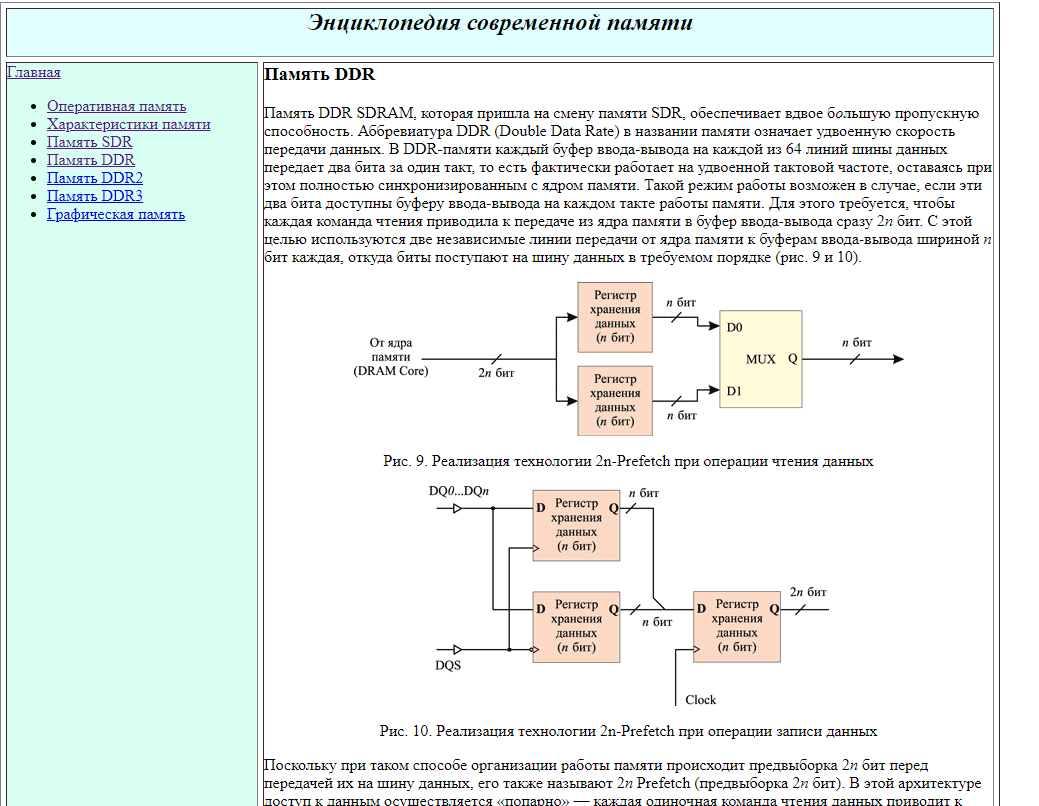 Энциклопедия современной памяти
Главная
Оперативная память
Характеристики памяти
Память SDR
Память DDR
Память DDR2
Память DDR3
Графическая память
Память DDR
Память DDR SDRAM, которая пришла на смену памяти SDR, обеспечивает вдвое большую пропускную
способность. Аббревиатура DDR (Double Data Rate) в названии памяти означает удвоенную скорость
передачи данных. В DDR-памяти каждый буфер ввода-вывода на каждой из 64 линий шины данных
передает два бита за один такт, то есть фактически работает на удвоенной тактовой частоте, оставаясь при
этом полностью синхронизированным с ядром памяти. Такой режим работы возможен в случае, если эти
два бита доступны буферу ввода-вывода на каждом такте работы памяти. Для этого требуется, чтобы
каждая команда чтения приводила к передаче из ядра памяти в буфер ввода-вывода сразу 2n бит. С этой
целью используются две независимые линии передачи от ядра памяти к буферам ввода-вывода шириной n
бит каждая, откуда биты поступают на шину данных в требуемом порядке (рис. 9 и 10).
От ядра
памяти
(DRAM Core)
2n бит
Регистр
хранения
данных
(n бит)
n бит
Регистр
хранения
данных
(n бит)
n бит
D0
MUX Q
D1
n бит
Рис. 9. Реализация технологии 2n-Prefetch при операции чтения данных
DQ0...DQn
D Регистр Q
хранения
данных
(n бит)
n бит
D Регистр Q
хранения
данных
(n бит)
n бит
DQS
D Регистр Q
хранения
данных
(n бит)
2n бит
Clock
Рис. 10. Реализация технологии 2n-Prefetch при операции записи данных
Поскольку при таком способе организации работы памяти происходит предвыборка 2n бит перед
передачей их на шину данных, его также называют 2n Prefetch (предвыборка 2n бит). В этой архитектуре
доступ к данным осуществляется «попарно» — каждая одиночная команда чтения данных приводит к